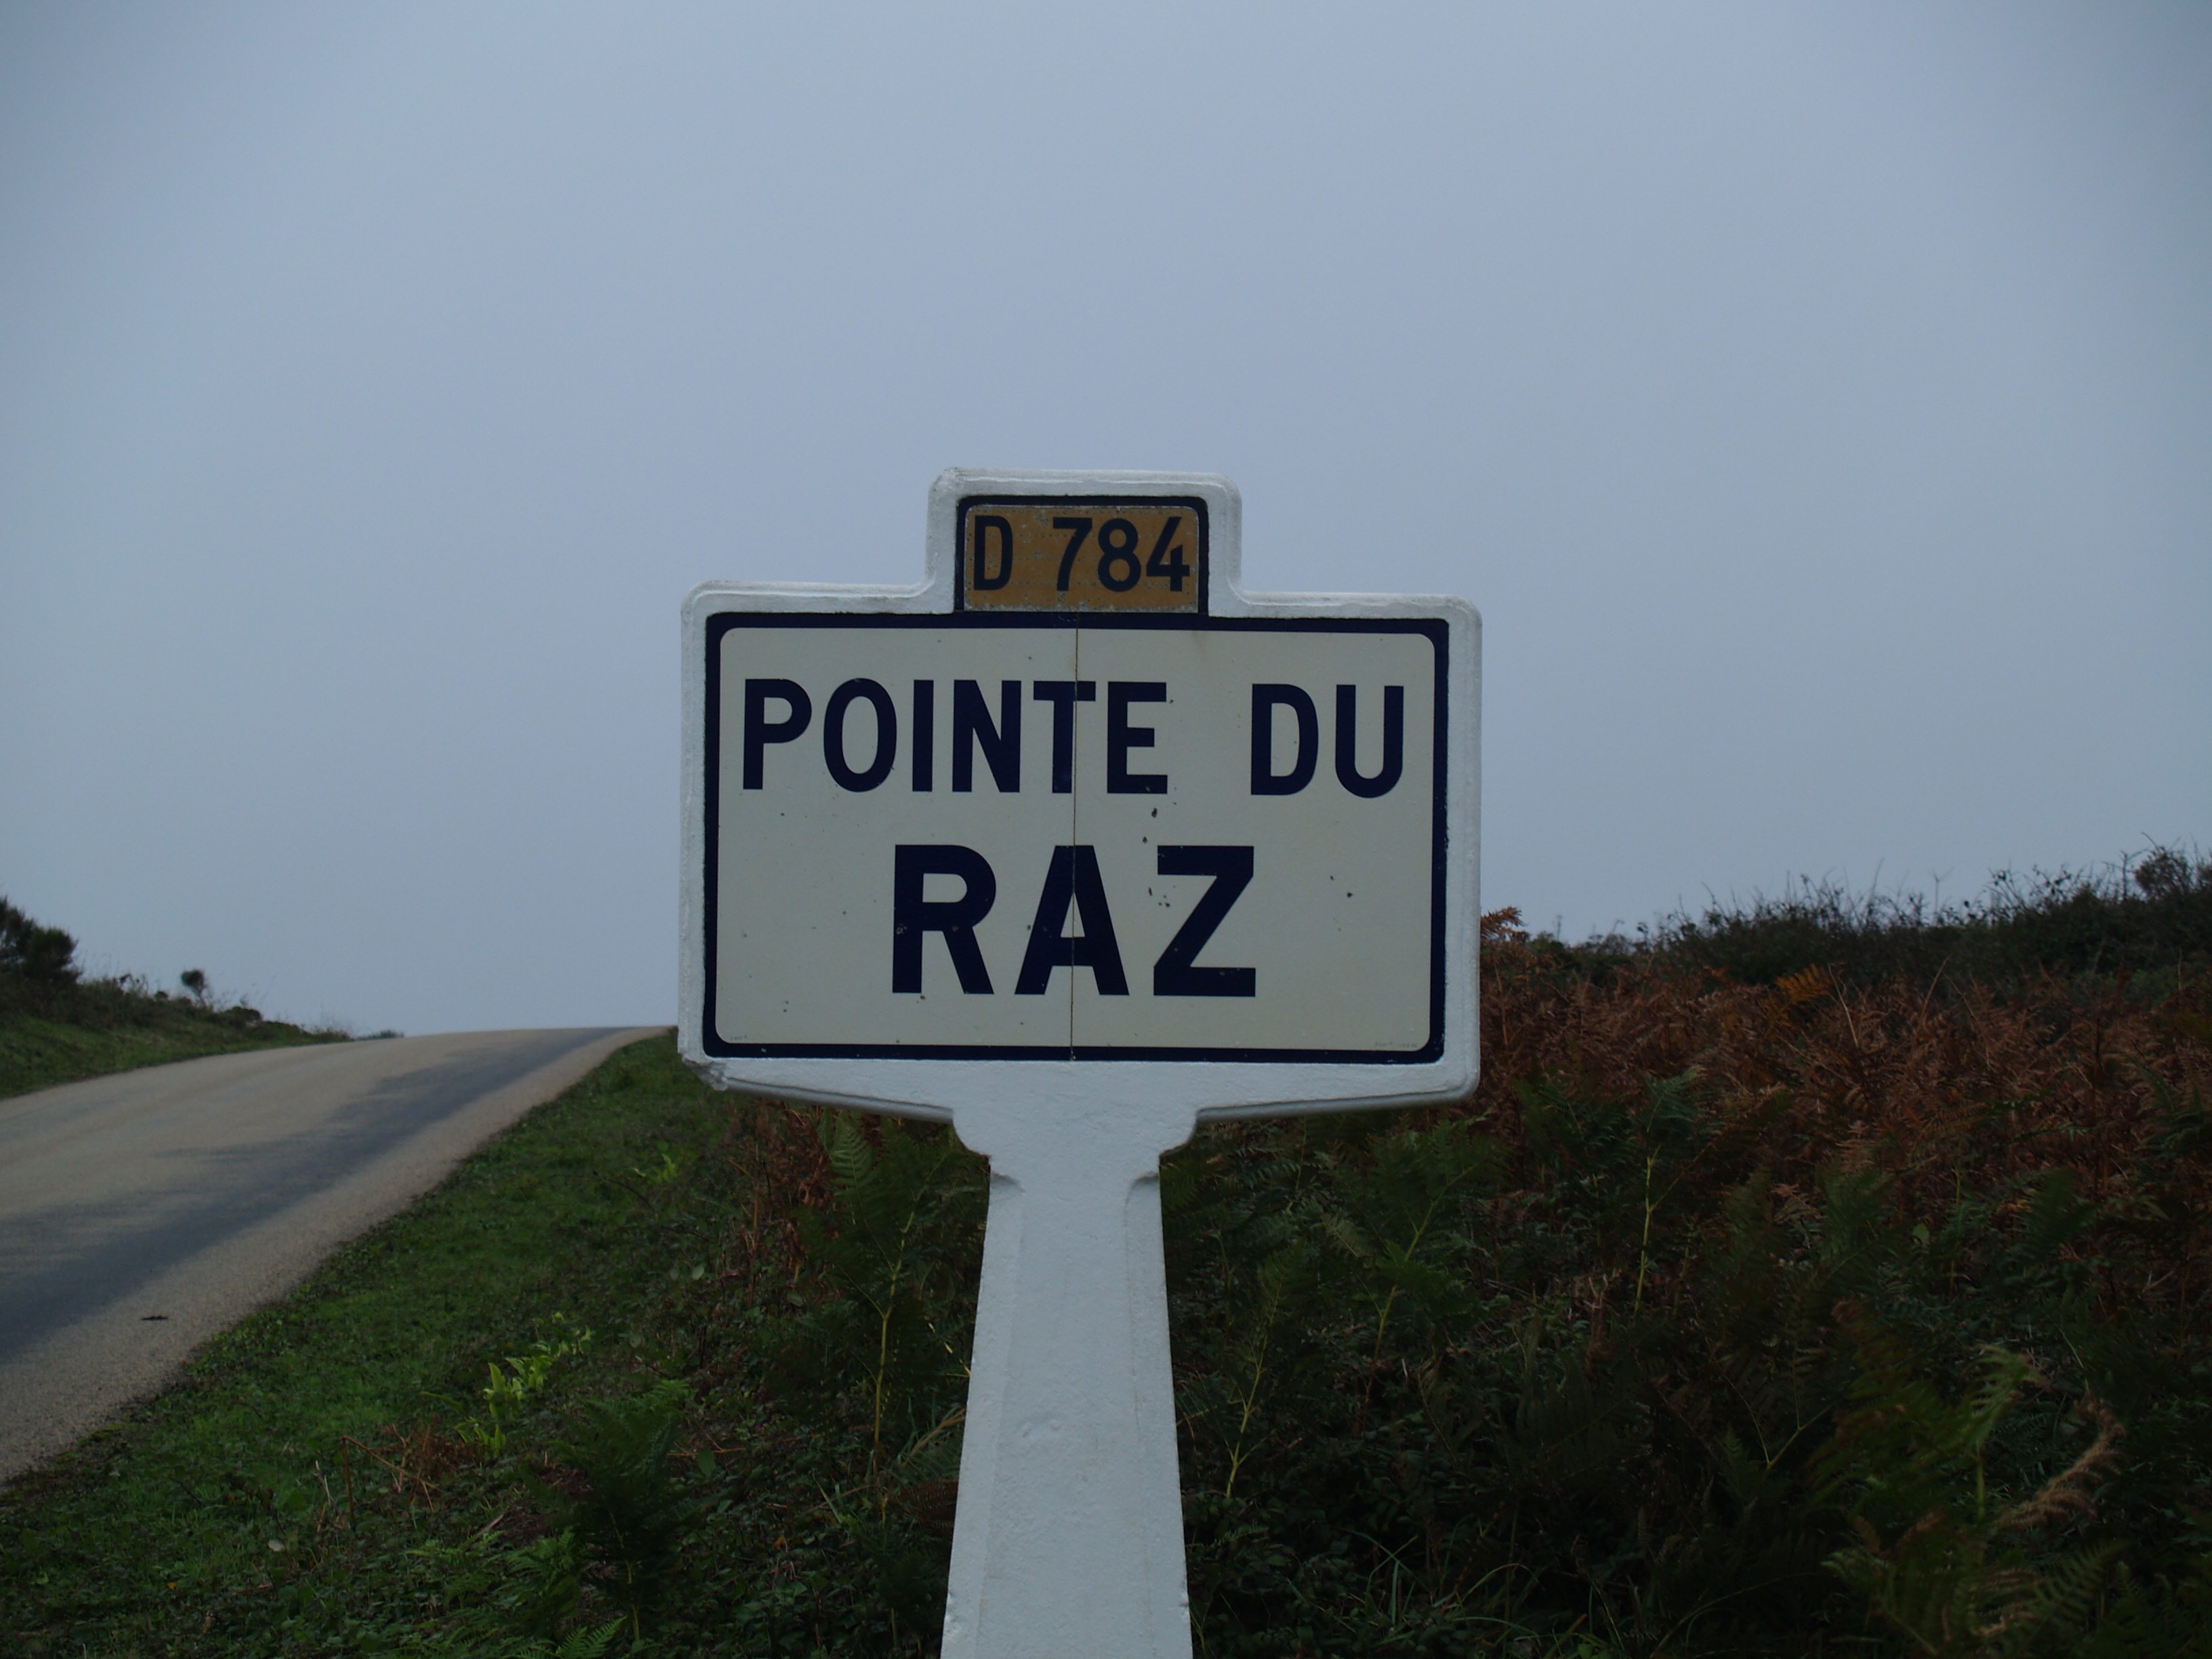 D 784
POINTE DU
RAZ